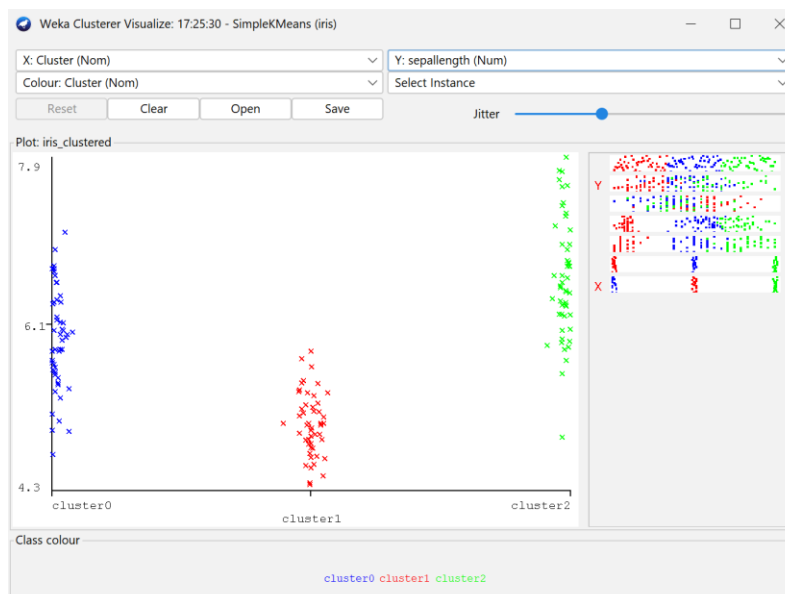 Weka Clusterer Visualize: 17:25:30 - SimpleKMeans (iris)
X: Cluster (Nom)
Y: sepallength (Num)
Colour: Cluster (Nom)
Select Instance
Reset
Clear
Open
Save
Jitter
Plot: iris_clustered
7.9
6.1
4.3
cluster0
cluster1
cluster2
Y
X
Class colour
cluster0 cluster1 cluster2